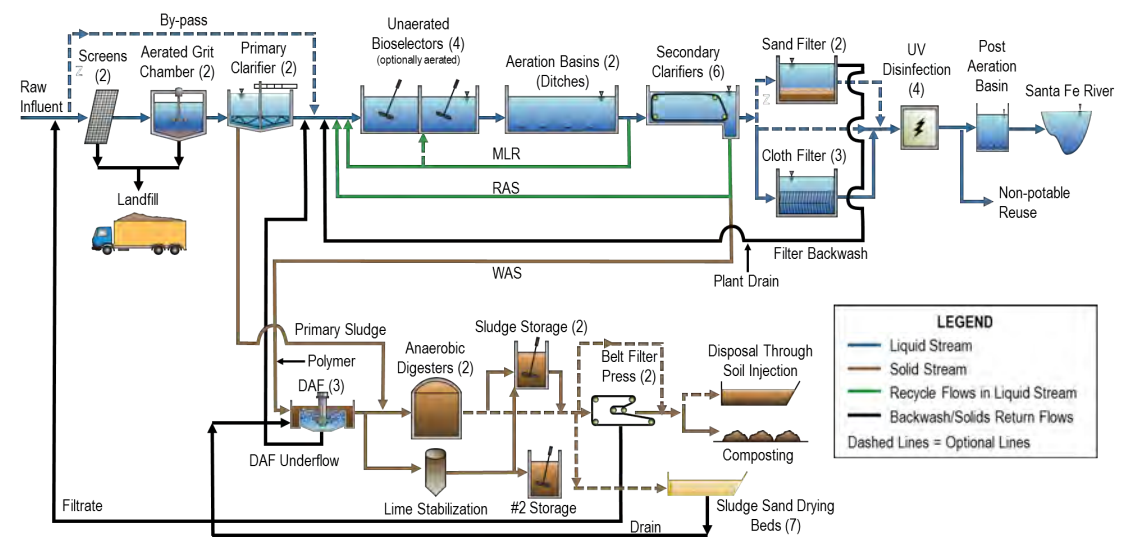 By-pass
Raw
Influent
Screens
(2)
Z
Aerated Grit
Chamber (2)
Primary
Clarifier (2)
Unaerated
Bioselectors (4)
(optionally aerated)
Aeration Basins (2)
(Ditches)
Secondary
Clarifiers (6)
Sand Filter (2)
Z
UV
Disinfection
(4)
Post
Aeration
Basin
Santa Fe River
MLR
Cloth Filter (3)
RAS
Landfill
Non-potable
Reuse
Filter Backwash
WAS
Plant Drain
Primary Sludge
Polymer
DAF (3)
Anaerobic
Digesters (2)
Sludge Storage (2)
Belt Filter
Press (2)
Disposal Through
Soil Injection
LEGEND
Liquid Stream
Solid Stream
Recycle Flows in Liquid Stream
Backwash/Solids Return Flows
Dashed Lines = Optional Lines
DAF Underflow
Composting
Lime Stabilization
#2 Storage
Sludge Sand Drying
Beds (7)
Filtrate
Drain